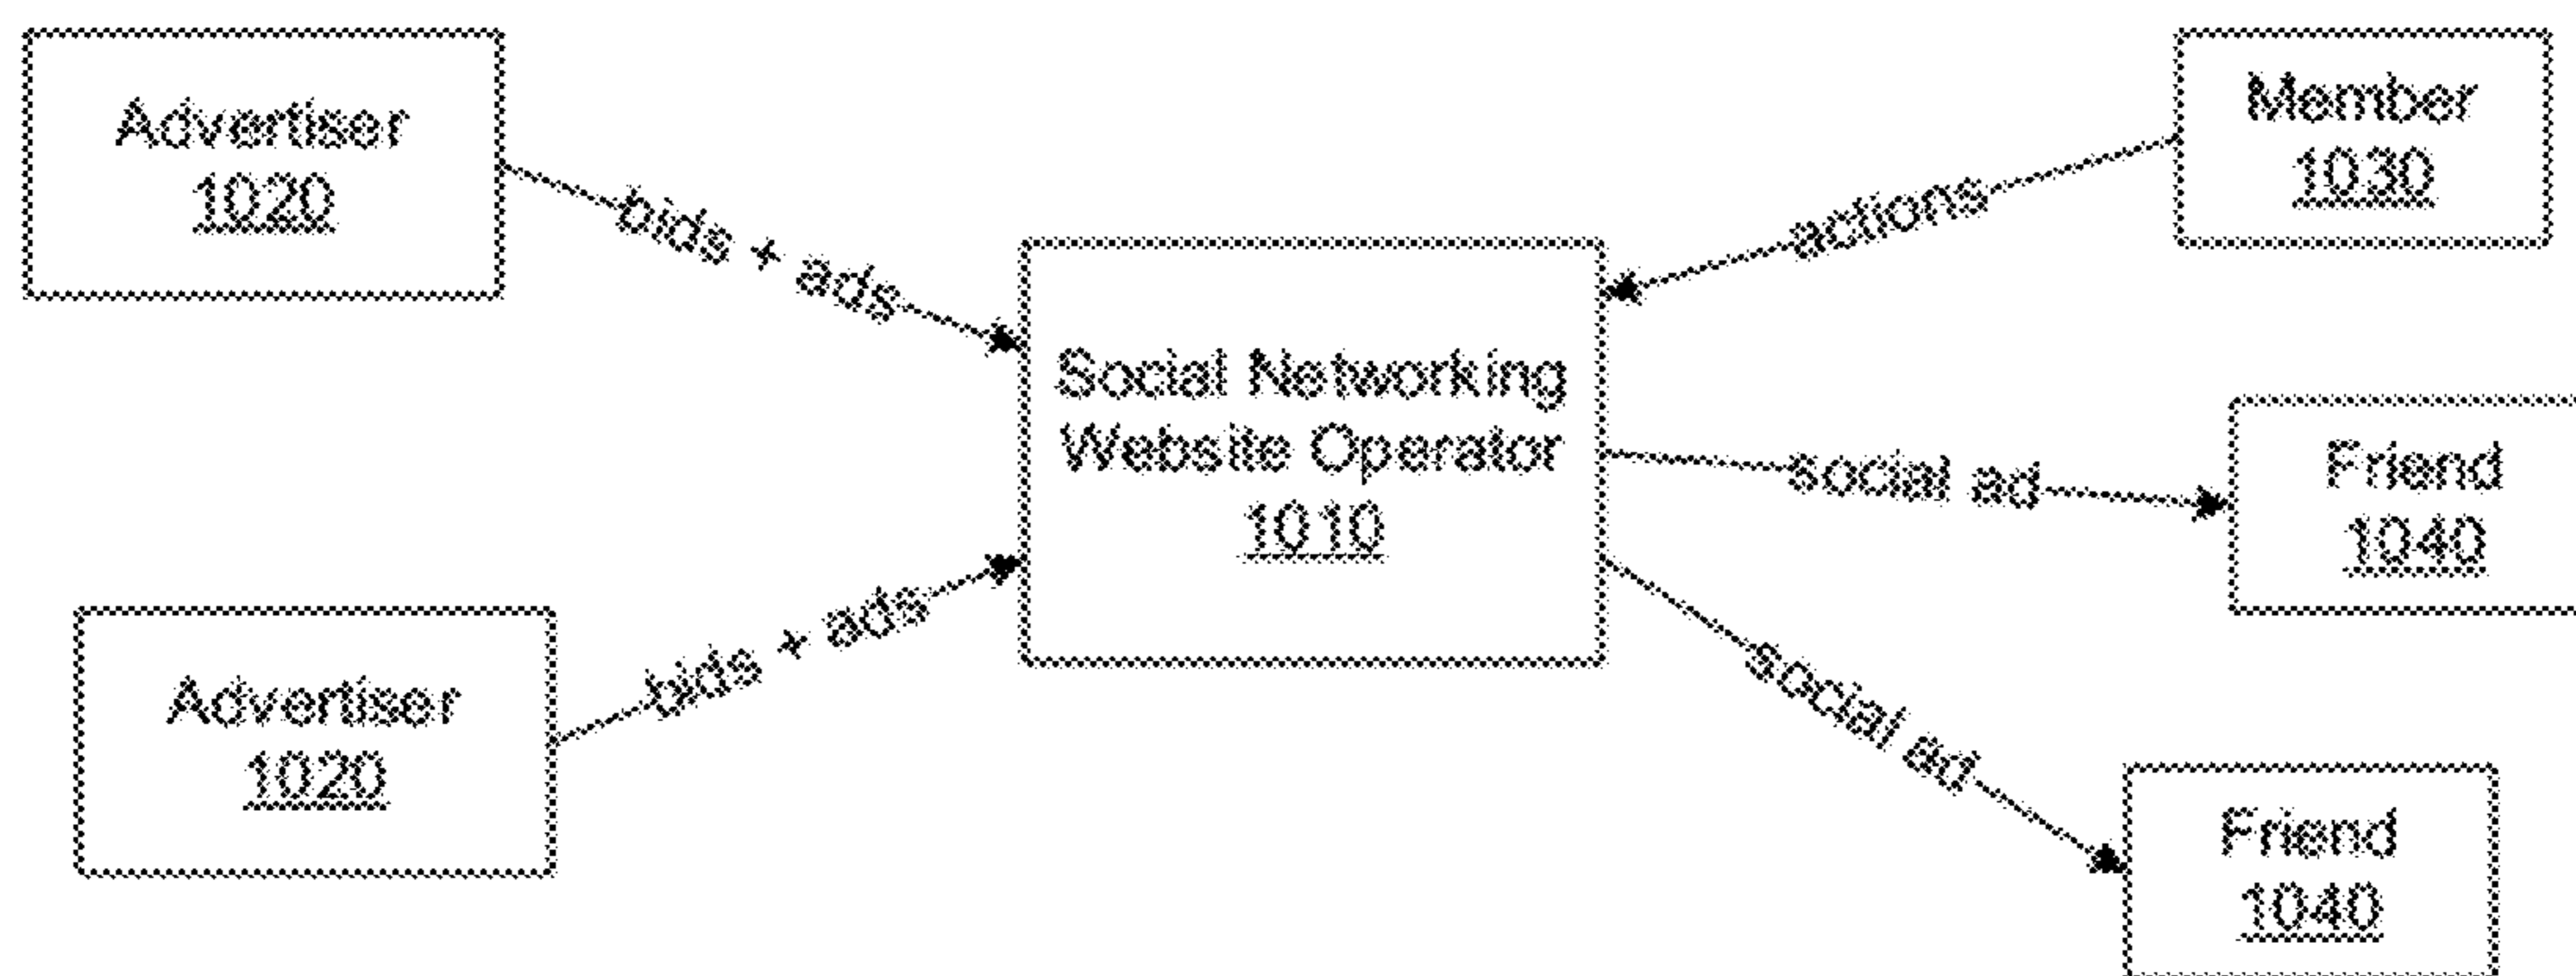 Advertiser
1020
bids + ads
Advertiser
1020
bids + ads
Social Networking
Website Operator
1010
Member
1030
actions
social ad
Friend
1040
social ad
Friend
1040